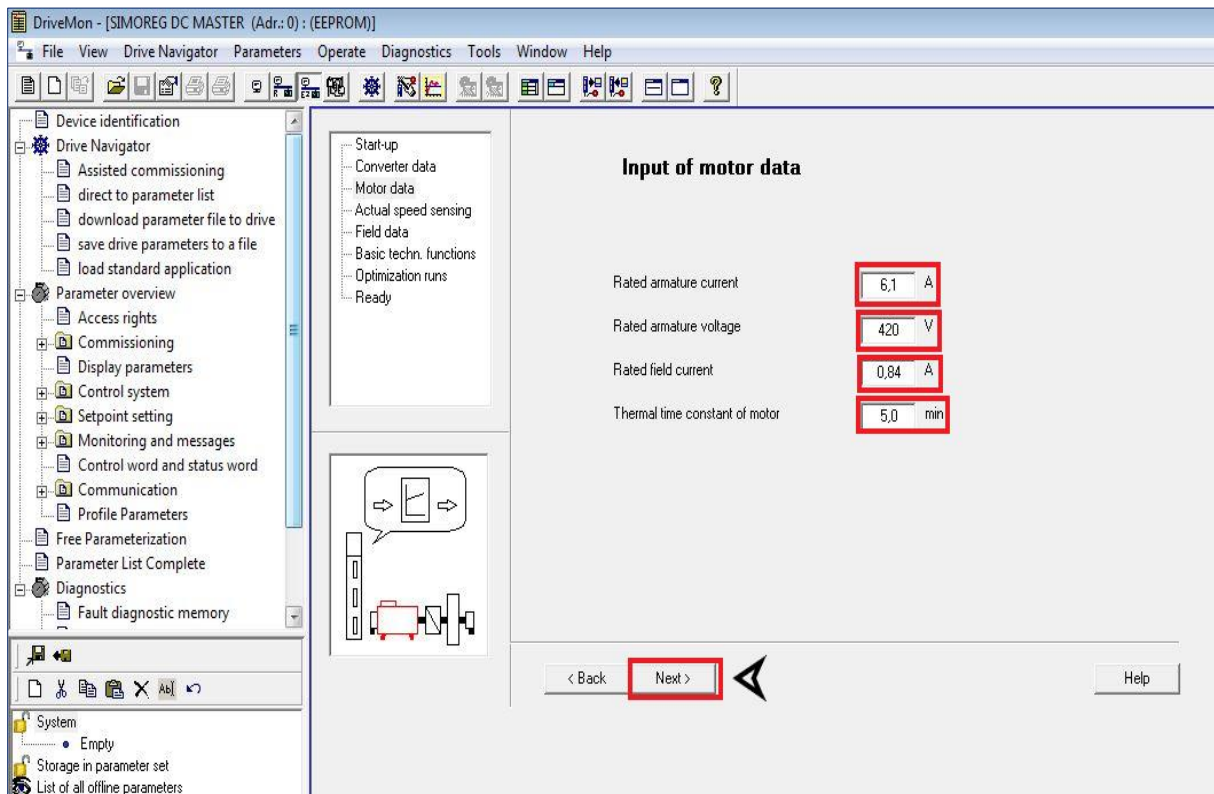 DriveMon - [SIMOREG DC MASTER (Adr.: 0) : (EEPROM)]
File View Drive Navigator Parameters Operate Diagnostics Tools Window Help
Device identification
Drive Navigator
Assisted commissioning
direct to parameter list
download parameter file to drive
save drive parameters to a file
load standard application
Parameter overview
Access rights
Commissioning
Display parameters
Control system
Setpoint setting
Monitoring and messages
Control word and status word
Communication
Profile Parameters
Free Parameterization
Parameter List Complete
Diagnostics
Fault diagnostic memory
System
Empty
Storage in parameter set
List of all offline parameters
Start-up
Converter data
Motor data
Actual speed sensing
Field data
Basic techn. functions
Optimization runs
Ready
Input of motor data
Rated armature current 6,1 A
Rated armature voltage 420 V
Rated field current 0,84 A
Thermal time constant of motor 5,0 min
< Back Next > Help